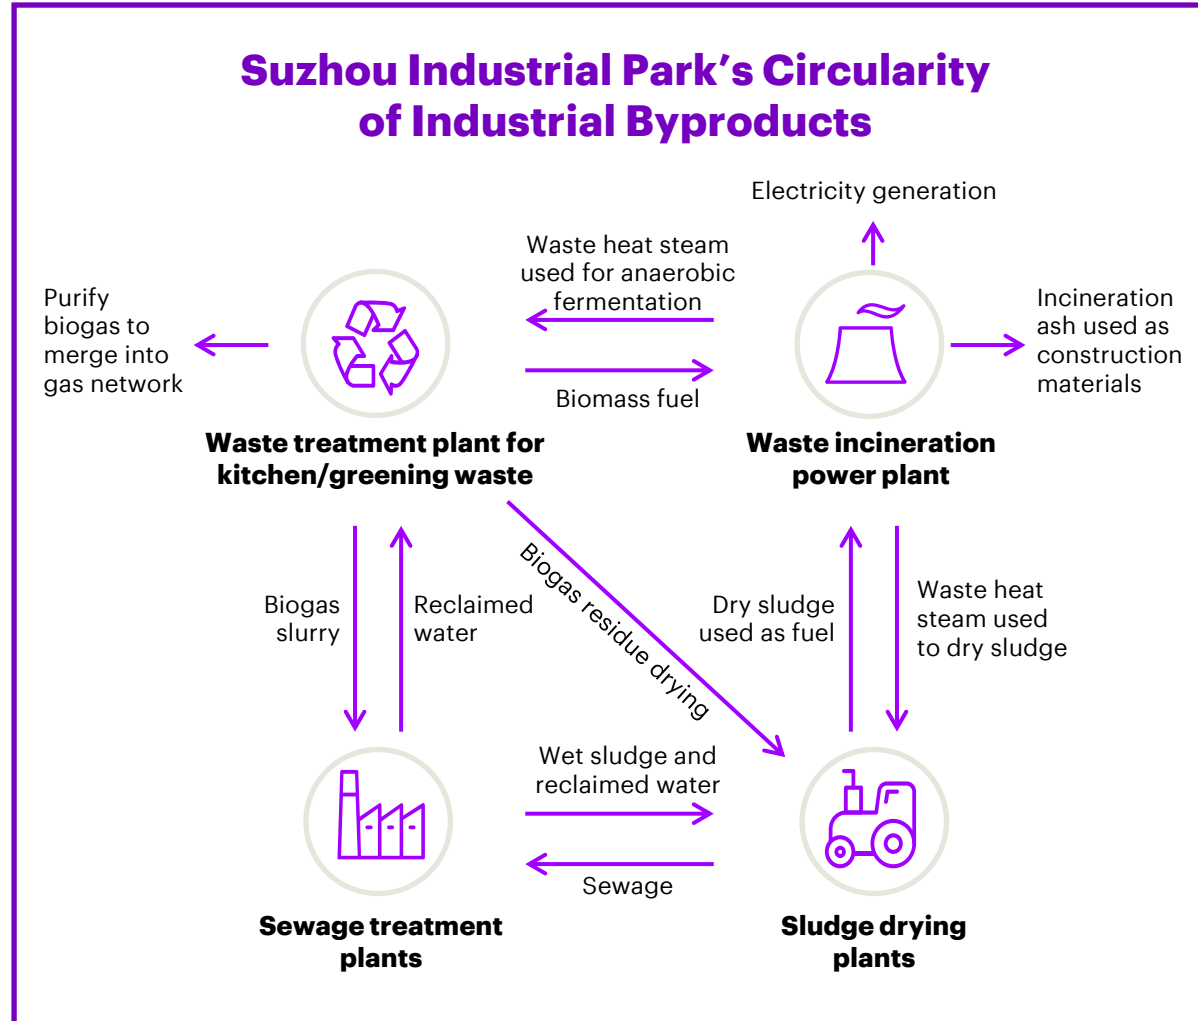 Suzhou Industrial Park’s Circularity
of Industrial Byproducts
Electricity generation
Waste heat steam
used for anaerobic
fermentation
Purify
biogas to
merge into
gas network
Incineration
ash used as
construction
materials
Biomass fuel
Waste treatment plant for
kitchen/greening waste
Waste incineration
power plant
Biogas
slurry
Reclaimed
water
Biogas residue drying
Dry sludge
used as fuel
Waste heat
steam used
to dry sludge
Wet sludge and
reclaimed water
Sewage
Sewage treatment
plants
Sludge drying
plants